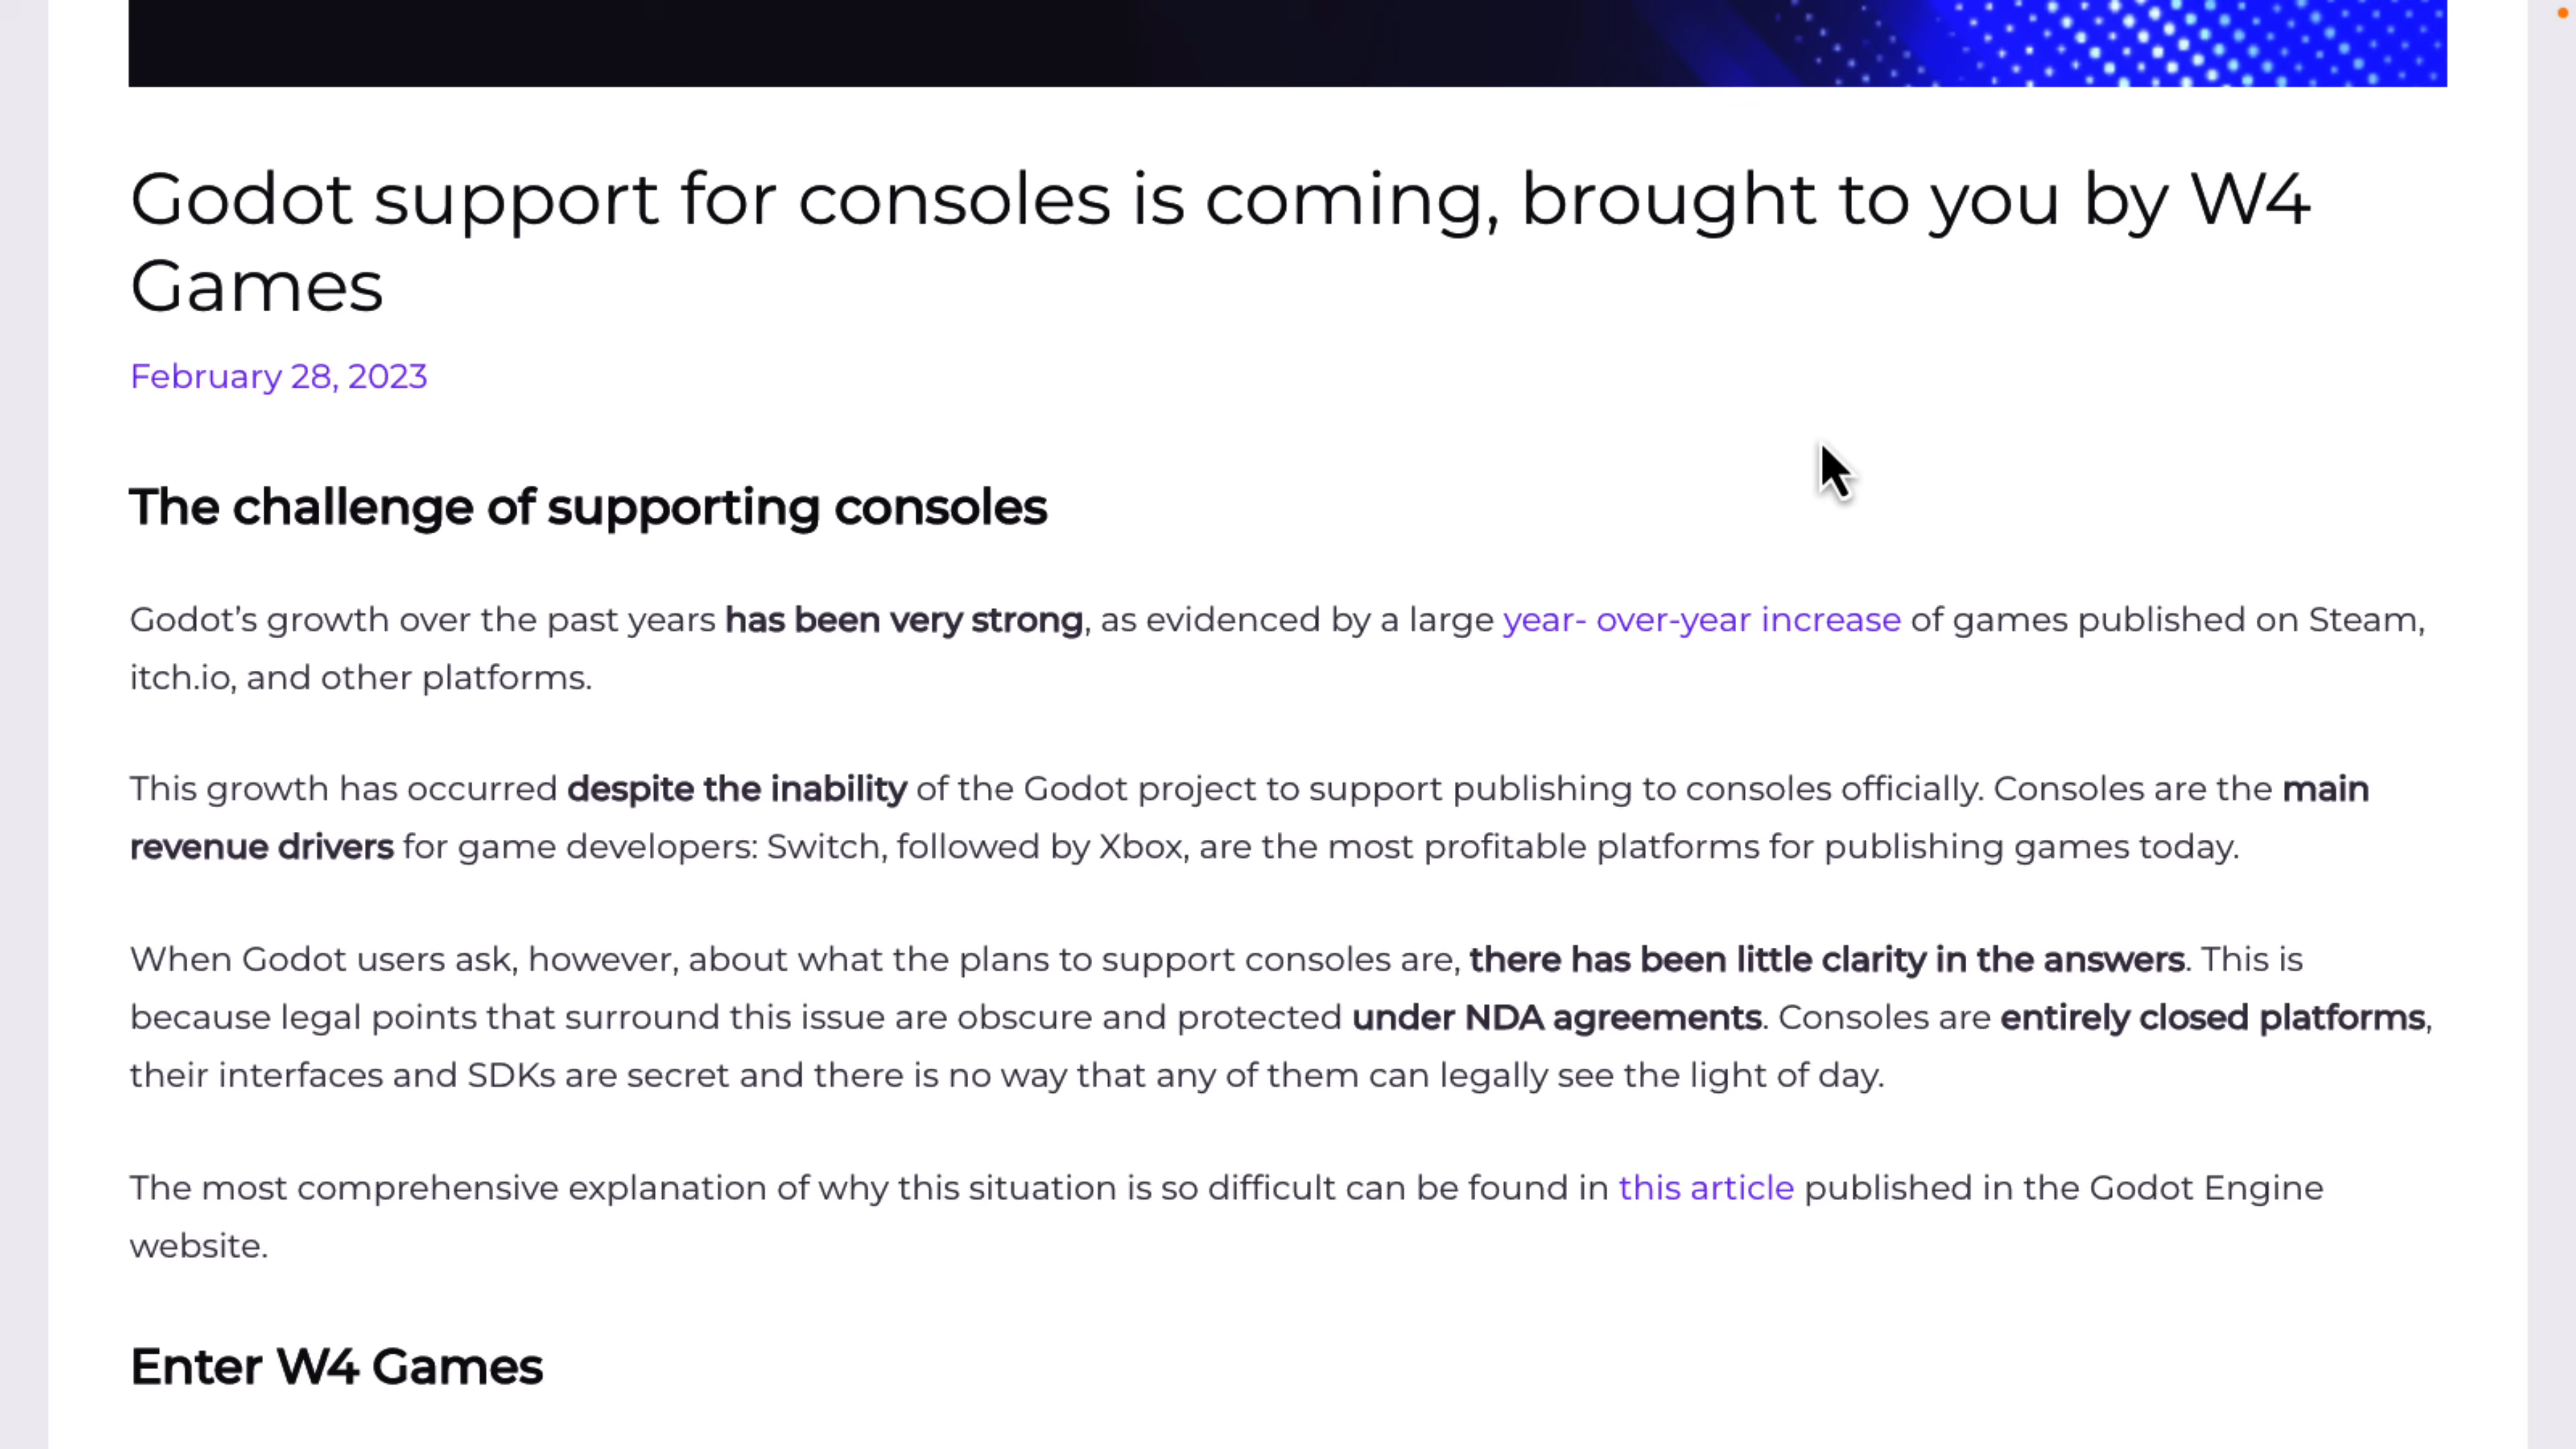 Godot support for consoles is coming, brought to you by W4
Games
February 28, 2023
The challenge of supporting consoles
Godot’s growth over the past years has been very strong, as evidenced by a large year- over-year increase of games published on Steam,
itch.io, and other platforms.
This growth has occurred despite the inability of the Godot project to support publishing to consoles officially. Consoles are the main
revenue drivers for game developers: Switch, followed by Xbox, are the most profitable platforms for publishing games today.
When Godot users ask, however, about what the plans to support consoles are, there has been little clarity in the answers. This is
because legal points that surround this issue are obscure and protected under NDA agreements. Consoles are entirely closed platforms,
their interfaces and SDKs are secret and there is no way that any of them can legally see the light of day.
The most comprehensive explanation of why this situation is so difficult can be found in this article published in the Godot Engine
website.
Enter W4 Games